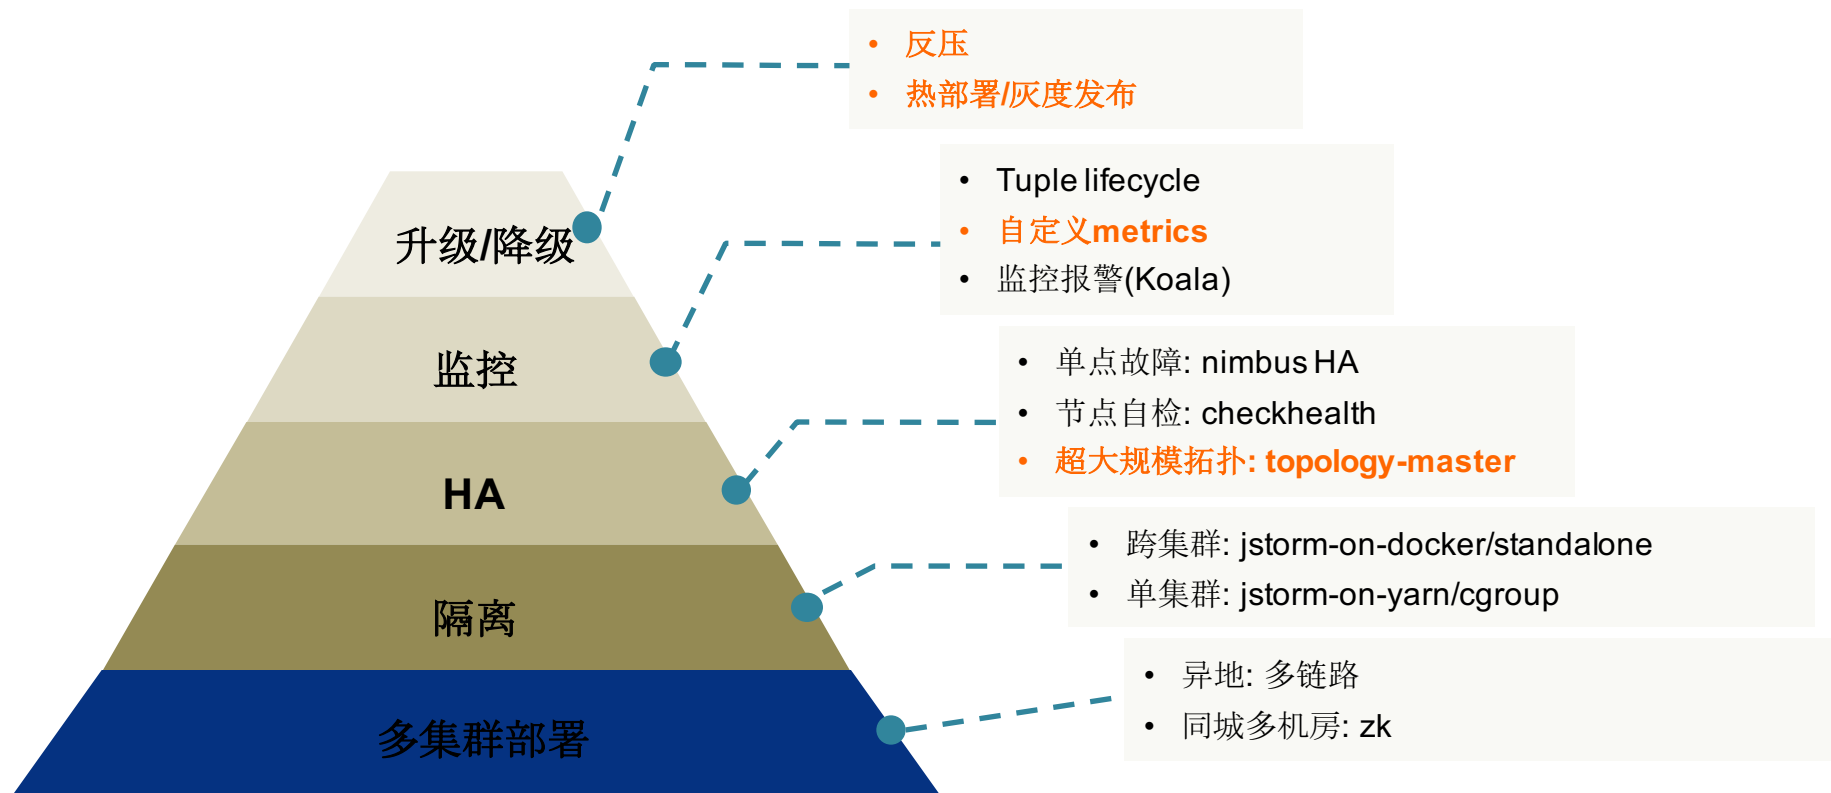 • 反压
• 热部署/灰度发布
升级/降级
• Tuple lifecycle
• 自定义metrics
• 监控报警(Koala)
监控
• 单点故障: nimbus HA
• 节点自检: checkhealth
• 超大规模拓扑: topology-master
HA
• 跨集群: jstorm-on-docker/standalone
• 单集群: jstorm-on-yarn/cgroup
隔离
• 异地: 多链路
• 同城多机房: zk
多集群部署